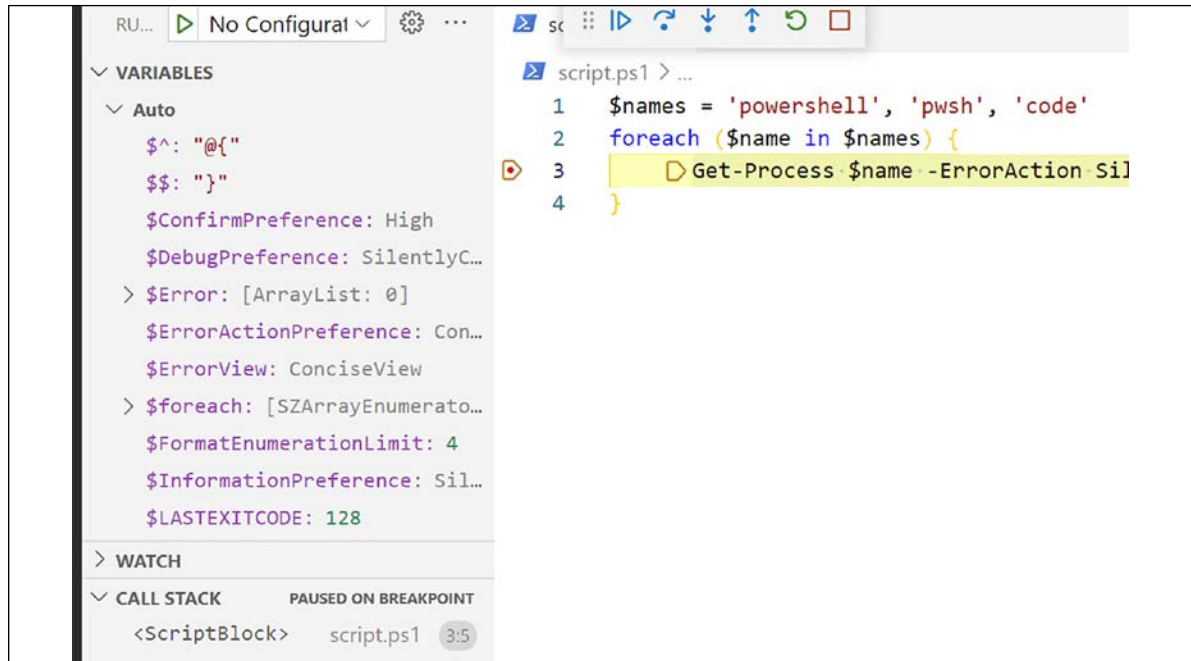 RU... No Configurat
VARIABLES
Auto
$^: "@{"
$$: "}"
$ConfirmPreference: High
$DebugPreference: SilentlyC...
$Error: [ArrayList: 0]
$ErrorActionPreference: Con...
$ErrorView: ConciseView
$foreach: [SZArrayEnumerato...
$FormatEnumerationLimit: 4
$InformationPreference: Sil...
$LASTEXITCODE: 128
WATCH
CALL STACK PAUSED ON BREAKPOINT
<ScriptBlock> script.ps1 3:5
sc
script.ps1 > ...
1 $names = 'powershell', 'pwsh', 'code'
2 foreach ($name in $names) {
3 Get-Process $name -ErrorAction Sil
4 }